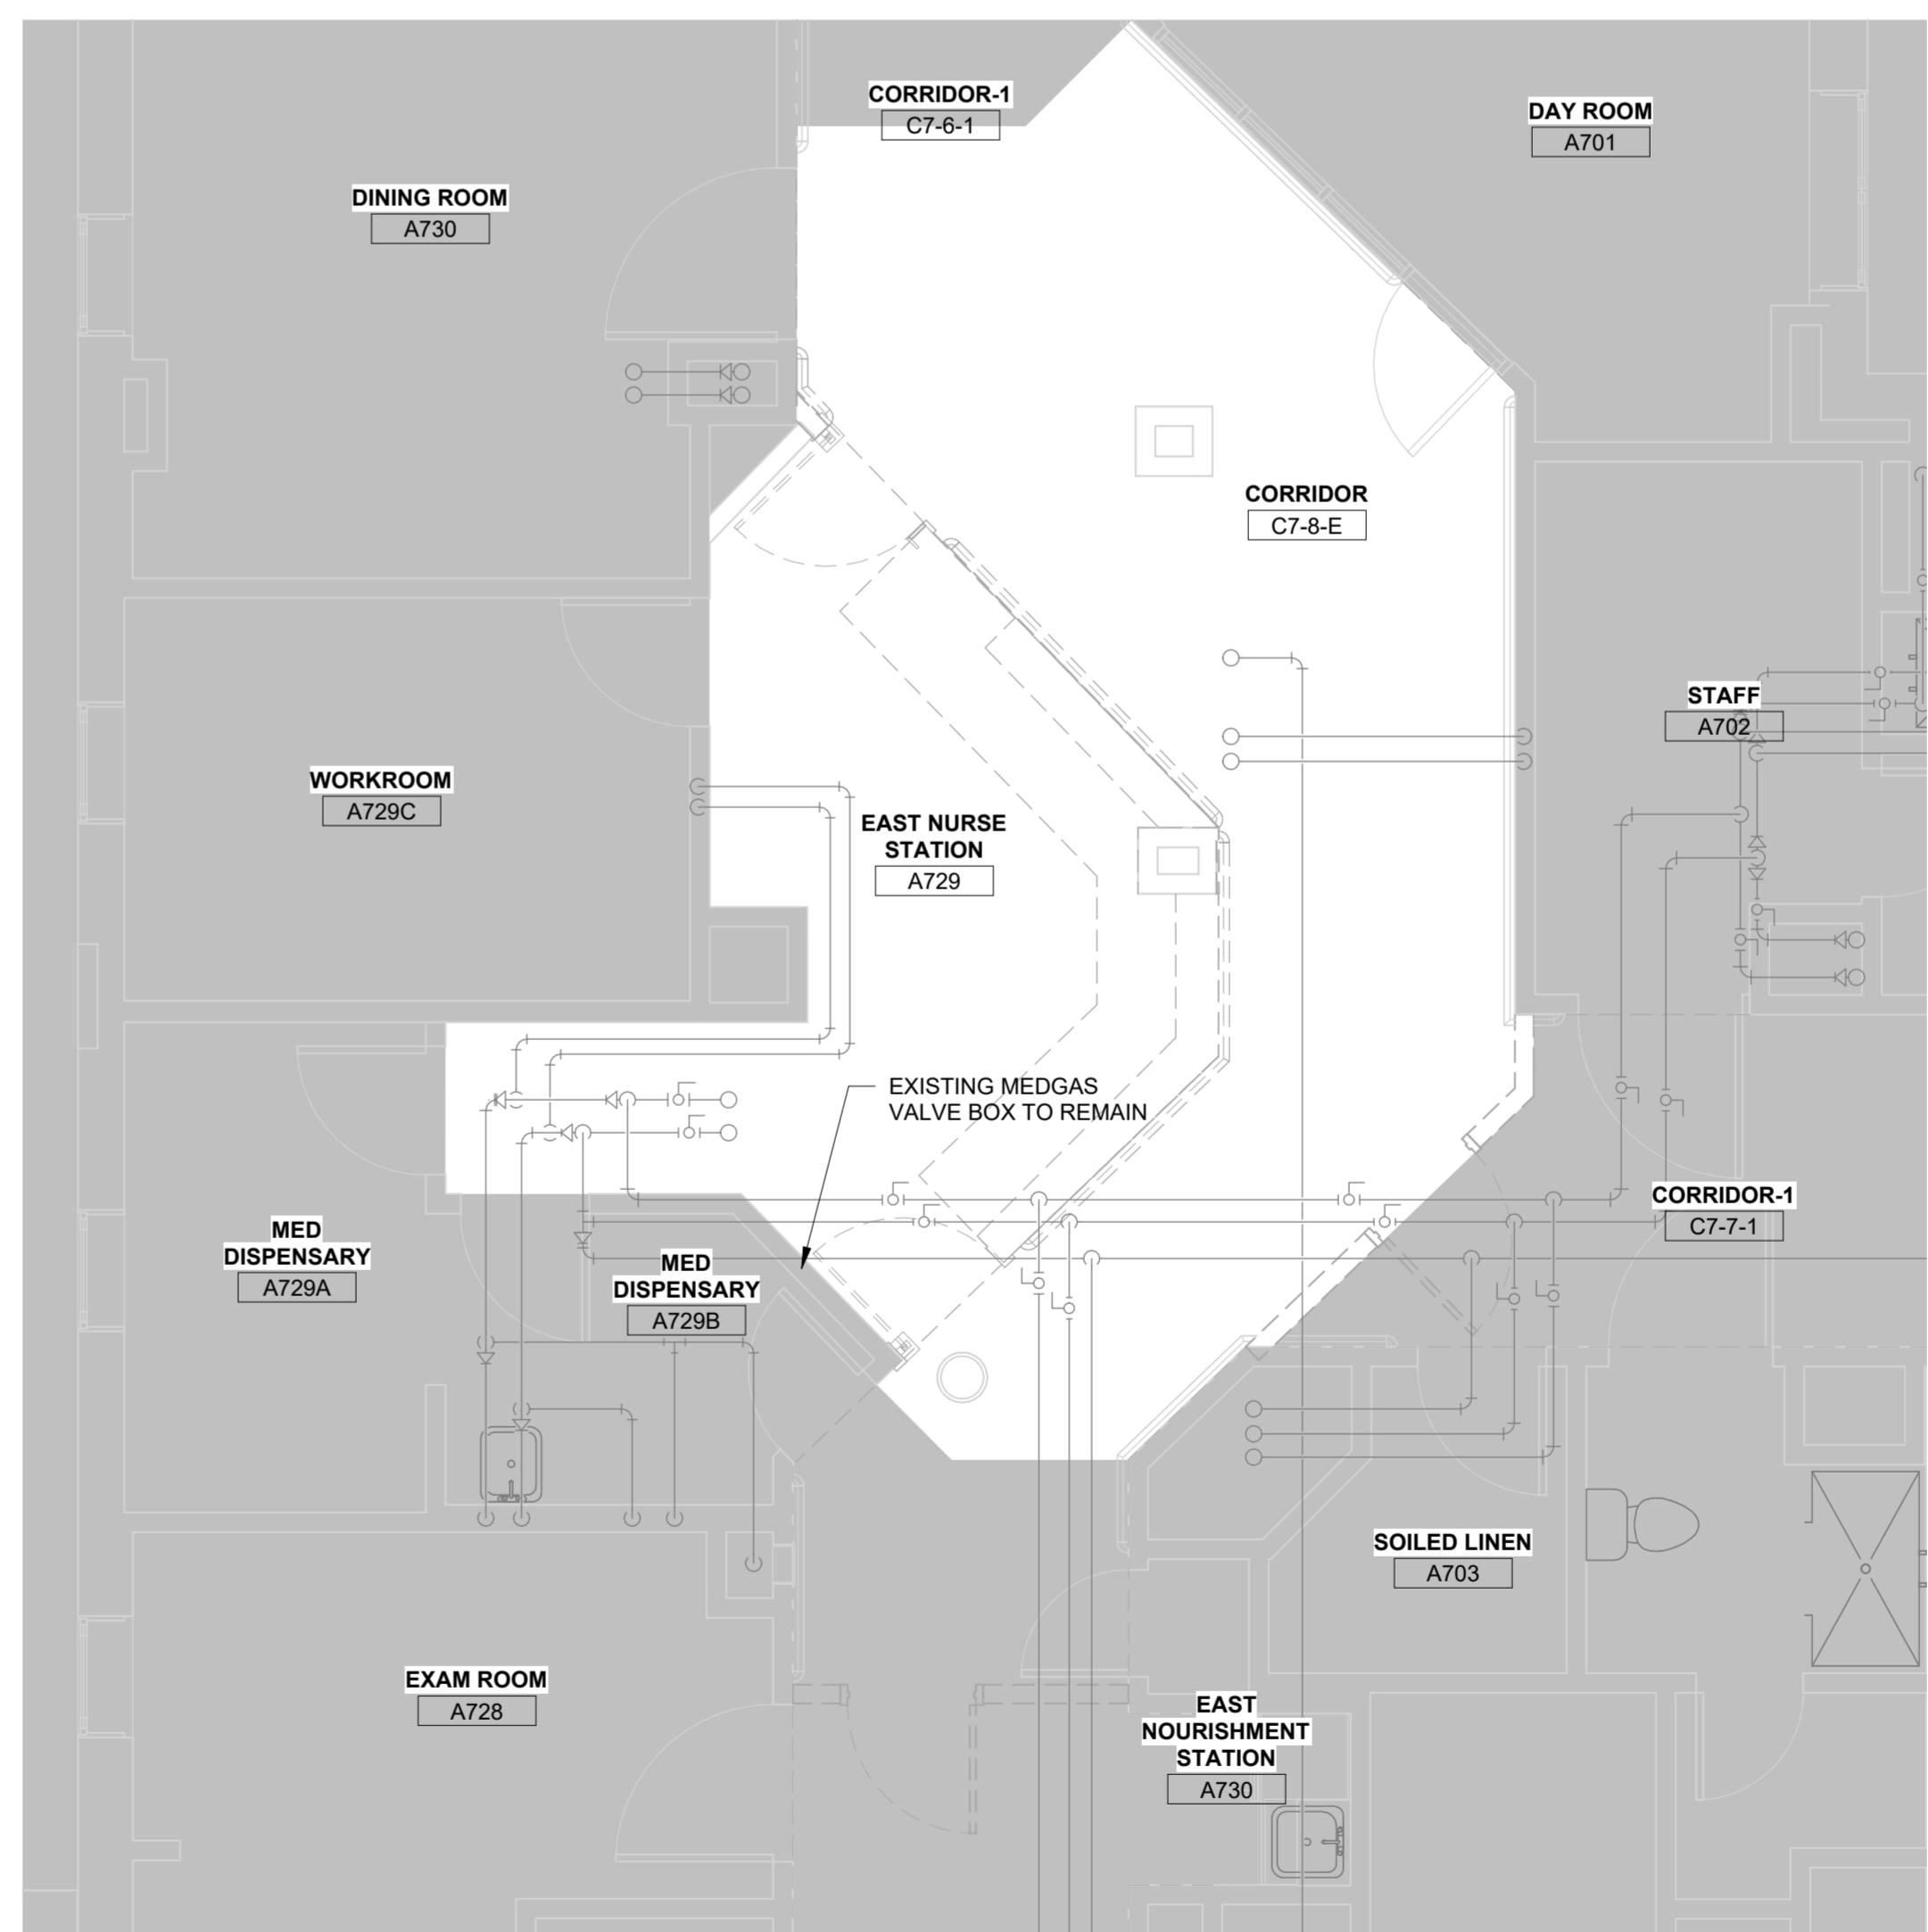 CORRIDOR-1
C7-6-1
DAY ROOM
A701
DINING ROOM
A730
CORRIDOR
C7-8-E
STAFF
A702
WORKROOM
A729C
EAST NURSE
STATION
A729
EXISTING MEDGAS
VALVE BOX TO REMAIN
CORRIDOR-1
C7-7-1
MED
DISPENSARY
A729A
MED
DISPENSARY
A729B
SOILED LINEN
A703
EXAM ROOM
A728
EAST
NOURISHMENT
STATION
A730